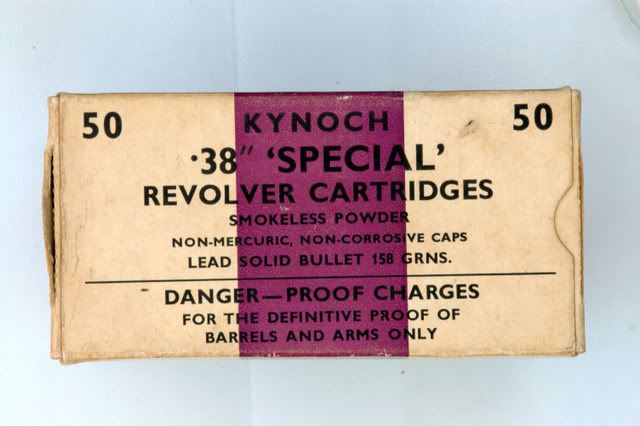 50 KYNOCH 50
·38″ ‘SPECIAL’
REVOLVER CARTRIDGES
SMOKELESS POWDER
NON-MERCURIC, NON-CORROSIVE CAPS
LEAD SOLID BULLET 158 GRNS.
DANGER—PROOF CHARGES
FOR THE DEFINITIVE PROOF OF
BARRELS AND ARMS ONLY